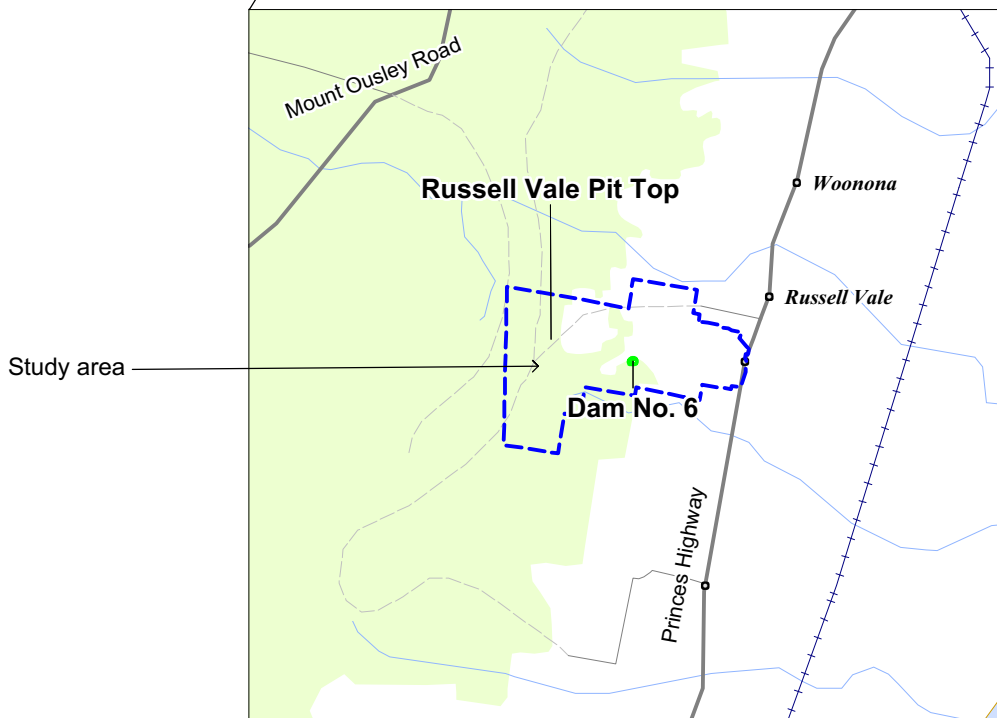 Mount Ousley Road
Russell Vale Pit Top
Woonona
Russell Vale
Study area
Dam No. 6
Princes Highway